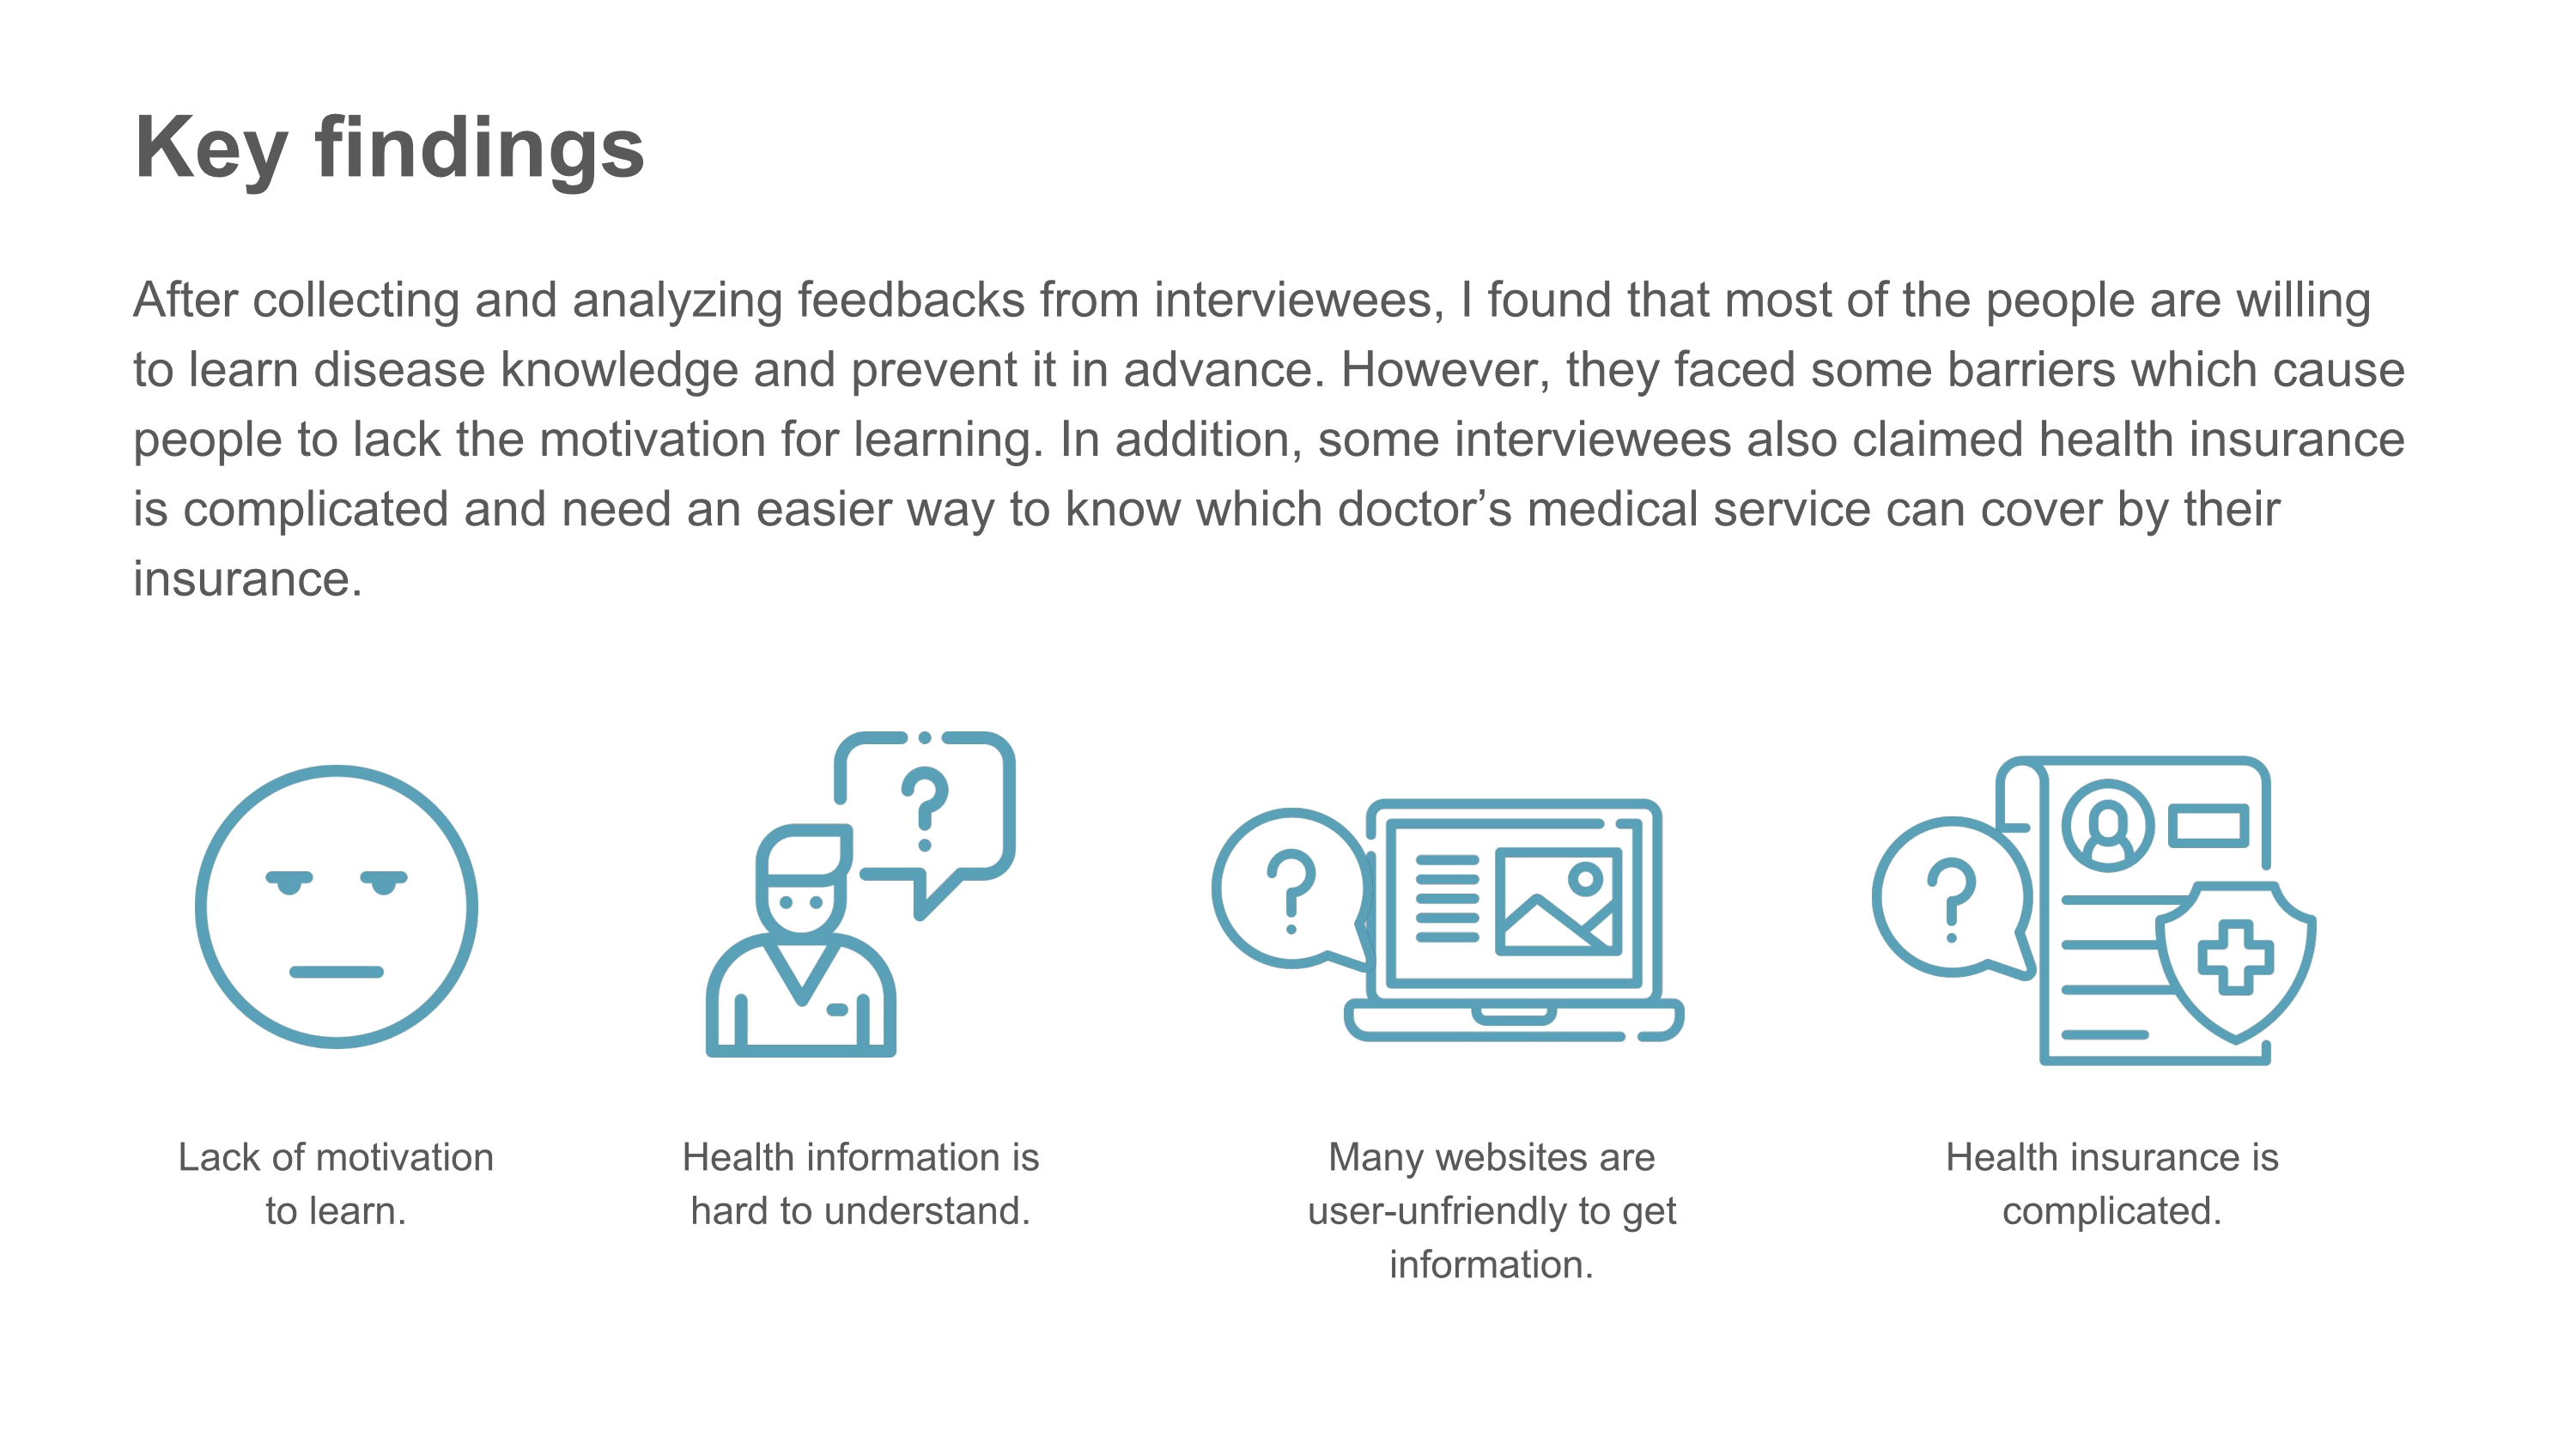 Key findings
After collecting and analyzing feedbacks from interviewees, I found that most of the people are willing
to learn disease knowledge and prevent it in advance. However, they faced some barriers which cause
people to lack the motivation for learning. In addition, some interviewees also claimed health insurance
is complicated and need an easier way to know which doctor’s medical service can cover by their
insurance.
?
?
?
Lack of motivation
to learn.
Health information is
hard to understand.
Many websites are
user-unfriendly to get
information.
Health insurance is
complicated.